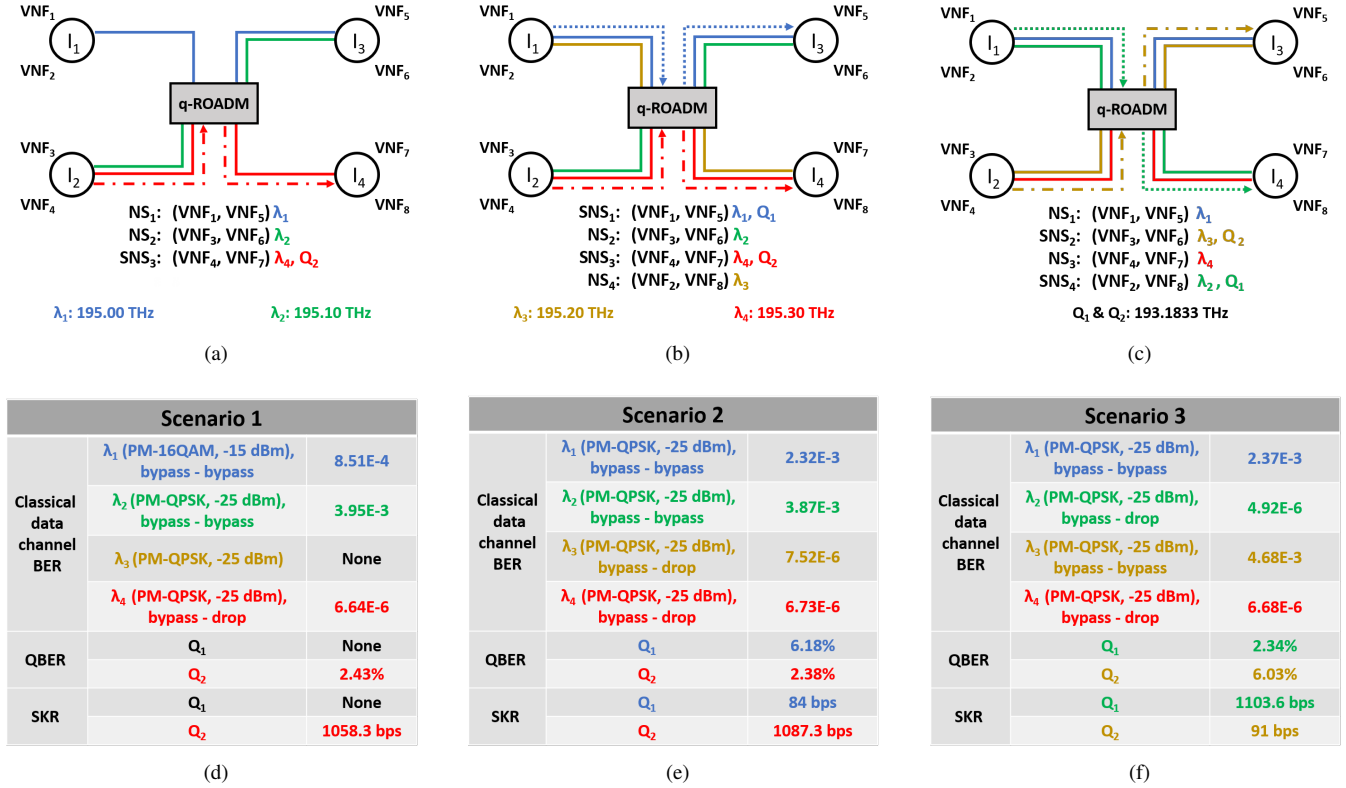 VNF₁
VNF₅
I₁
I₃
VNF₂
VNF₆
q-ROADM
VNF₃
VNF₇
I₂
I₄
VNF₄
VNF₈
NS₁: (VNF₁, VNF₅) λ₁
NS₂: (VNF₃, VNF₆) λ₂
SNS₃: (VNF₄, VNF₇) λ₄, Q₂
λ₁: 195.00 THz
λ₂: 195.10 THz
(a)
VNF₁
VNF₅
I₁
I₃
VNF₂
VNF₆
q-ROADM
VNF₃
VNF₇
I₂
I₄
VNF₄
VNF₈
SNS₁: (VNF₁, VNF₅) λ₁, Q₁
NS₂: (VNF₃, VNF₆) λ₂
SNS₃: (VNF₄, VNF₇) λ₄, Q₂
NS₄: (VNF₂, VNF₈) λ₃
λ₃: 195.20 THz
λ₄: 195.30 THz
(b)
VNF₁
VNF₅
I₁
I₃
VNF₂
VNF₆
q-ROADM
VNF₃
VNF₇
I₂
I₄
VNF₄
VNF₈
NS₁: (VNF₁, VNF₅) λ₁
SNS₂: (VNF₃, VNF₆) λ₃, Q₂
NS₃: (VNF₄, VNF₇) λ₄
SNS₄: (VNF₂, VNF₈) λ₂, Q₁
Q₁ & Q₂: 193.1833 THz
(c)
Scenario 1
Classical data channel BER
λ₁ (PM-16QAM, -15 dBm), bypass - bypass 8.51E-4
λ₂ (PM-QPSK, -25 dBm), bypass - bypass 3.95E-3
λ₃ (PM-QPSK, -25 dBm) None
λ₄ (PM-QPSK, -25 dBm), bypass - drop 6.64E-6
QBER
Q₁ None
Q₂ 2.43%
SKR
Q₁ None
Q₂ 1058.3 bps
(d)
Scenario 2
Classical data channel BER
λ₁ (PM-QPSK, -25 dBm), bypass - bypass 2.32E-3
λ₂ (PM-QPSK, -25 dBm), bypass - bypass 3.87E-3
λ₃ (PM-QPSK, -25 dBm), bypass - drop 7.52E-6
λ₄ (PM-QPSK, -25 dBm), bypass - drop 6.73E-6
QBER
Q₁ 6.18%
Q₂ 2.38%
SKR
Q₁ 84 bps
Q₂ 1087.3 bps
(e)
Scenario 3
Classical data channel BER
λ₁ (PM-QPSK, -25 dBm), bypass - bypass 2.37E-3
λ₂ (PM-QPSK, -25 dBm), bypass - drop 4.92E-6
λ₃ (PM-QPSK, -25 dBm), bypass - bypass 4.68E-3
λ₄ (PM-QPSK, -25 dBm), bypass - drop 6.68E-6
QBER
Q₁ 2.34%
Q₂ 6.03%
SKR
Q₁ 1103.6 bps
Q₂ 91 bps
(f)